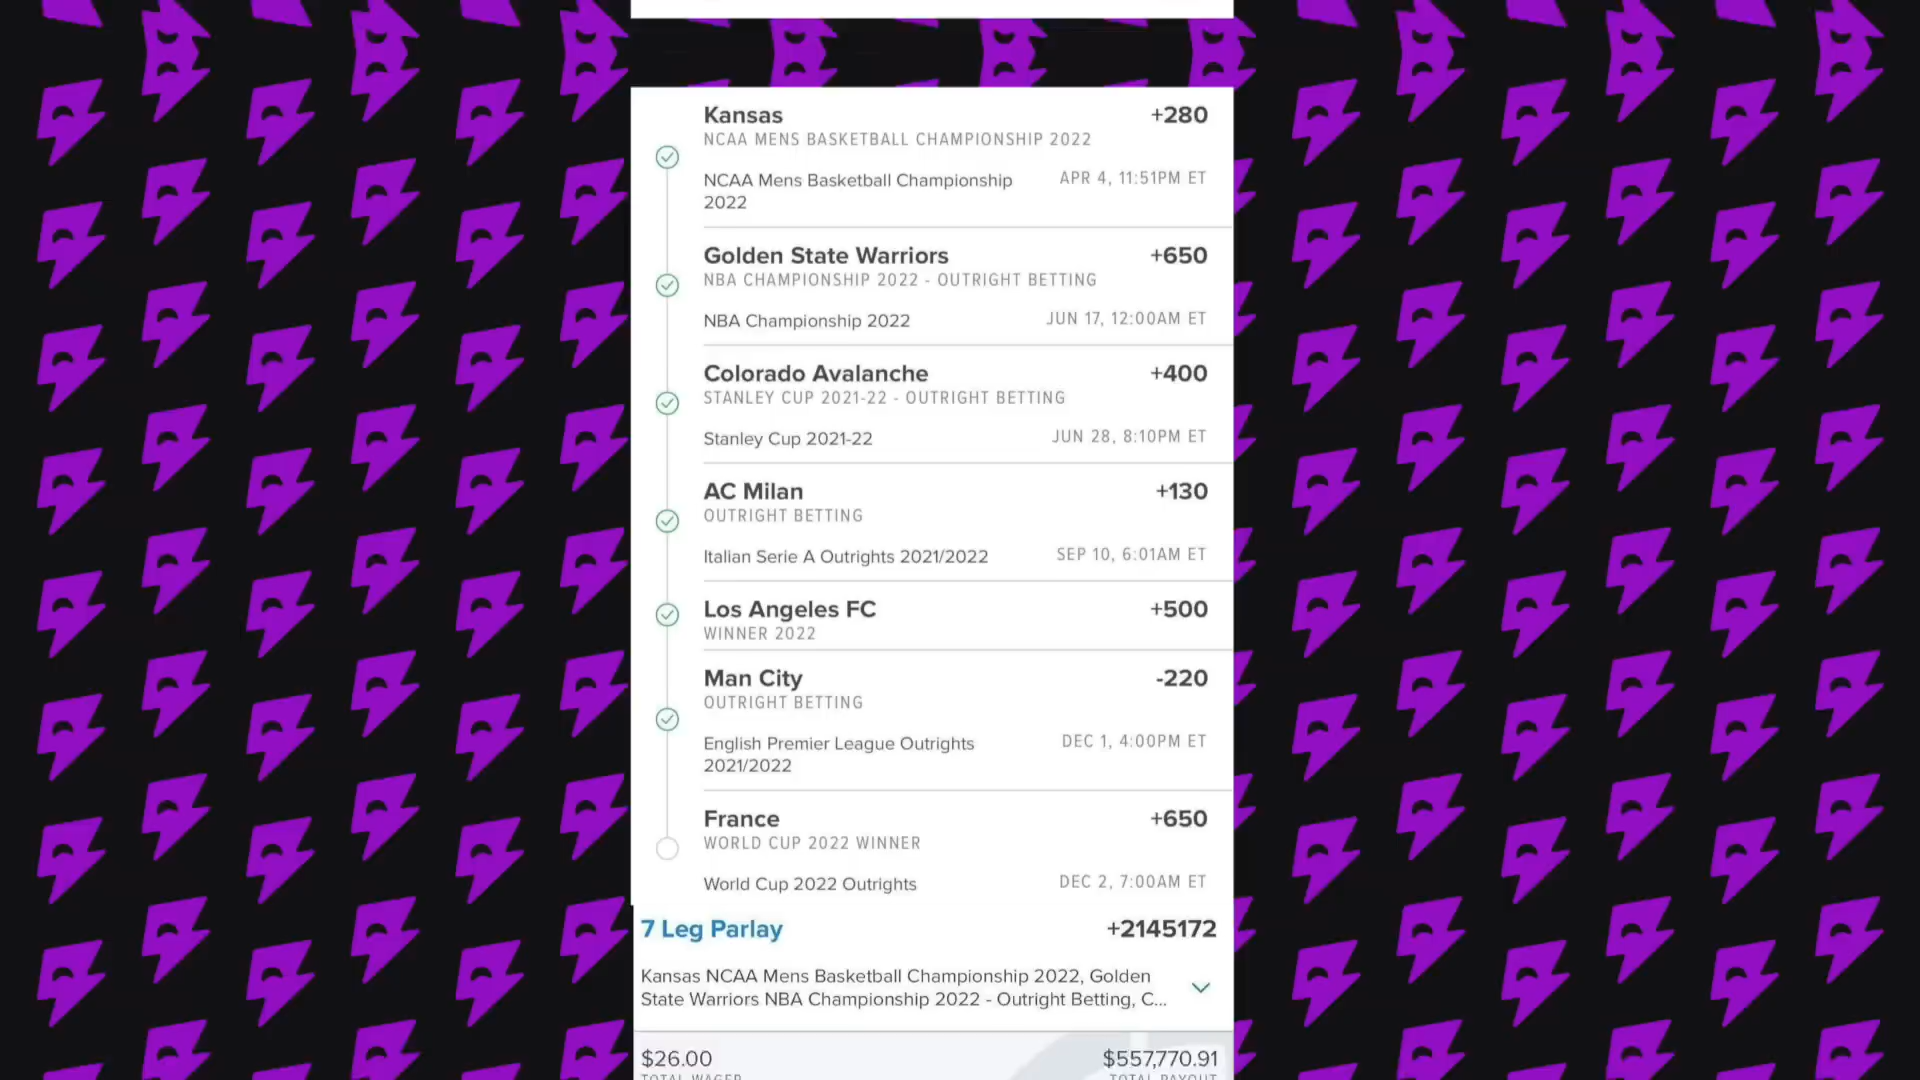 Kansas +280
NCAA MENS BASKETBALL CHAMPIONSHIP 2022
NCAA Mens Basketball Championship APR 4, 11:51PM ET
2022
Golden State Warriors +650
NBA CHAMPIONSHIP 2022 - OUTRIGHT BETTING
NBA Championship 2022 JUN 17, 12:00AM ET
Colorado Avalanche +400
STANLEY CUP 2021-22 - OUTRIGHT BETTING
Stanley Cup 2021-22 JUN 28, 8:10PM ET
AC Milan +130
OUTRIGHT BETTING
Italian Serie A Outrights 2021/2022 SEP 10, 6:01AM ET
Los Angeles FC +500
WINNER 2022
Man City -220
OUTRIGHT BETTING
English Premier League Outrights DEC 1, 4:00PM ET
2021/2022
France +650
WORLD CUP 2022 WINNER
World Cup 2022 Outrights DEC 2, 7:00AM ET
7 Leg Parlay +2145172
Kansas NCAA Mens Basketball Championship 2022, Golden
State Warriors NBA Championship 2022 - Outright Betting, C...
$26.00 $557,770.91
TOTAL WAGER TOTAL PAYOUT